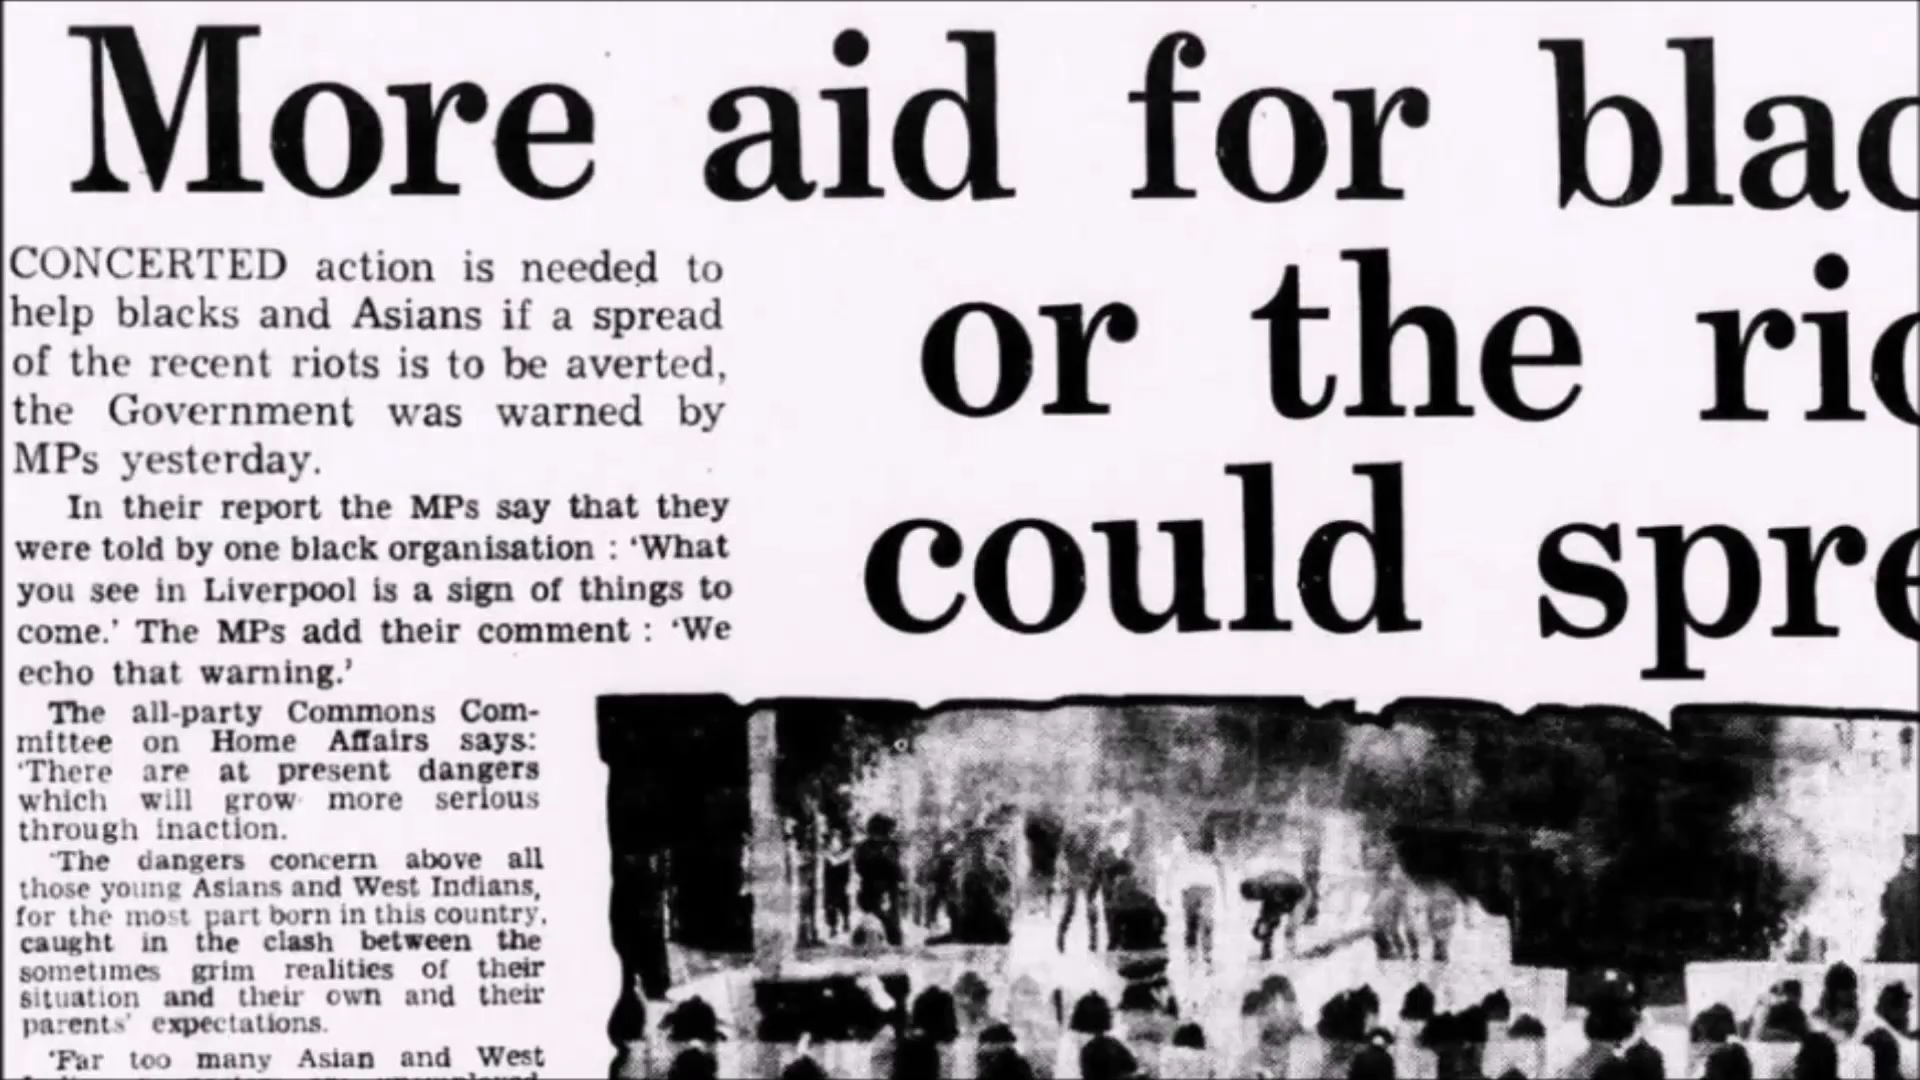 More aid for blac
or the rio
could spre
CONCERTED action is needed to
help blacks and Asians if a spread
of the recent riots is to be averted,
the Government was warned by
MPs yesterday.
In their report the MPs say that they
were told by one black organisation : ‘What
you see in Liverpool is a sign of things to
come.’ The MPs add their comment : ‘We
echo that warning.’
The all-party Commons Com-
mittee on Home Affairs says:
‘There are at present dangers
which will grow more serious
through inaction.
‘The dangers concern above all
those young Asians and West Indians,
for the most part born in this country,
caught in the clash between the
sometimes grim realities of their
situation and their own and their
parents’ expectations.
‘Far too many Asian and West